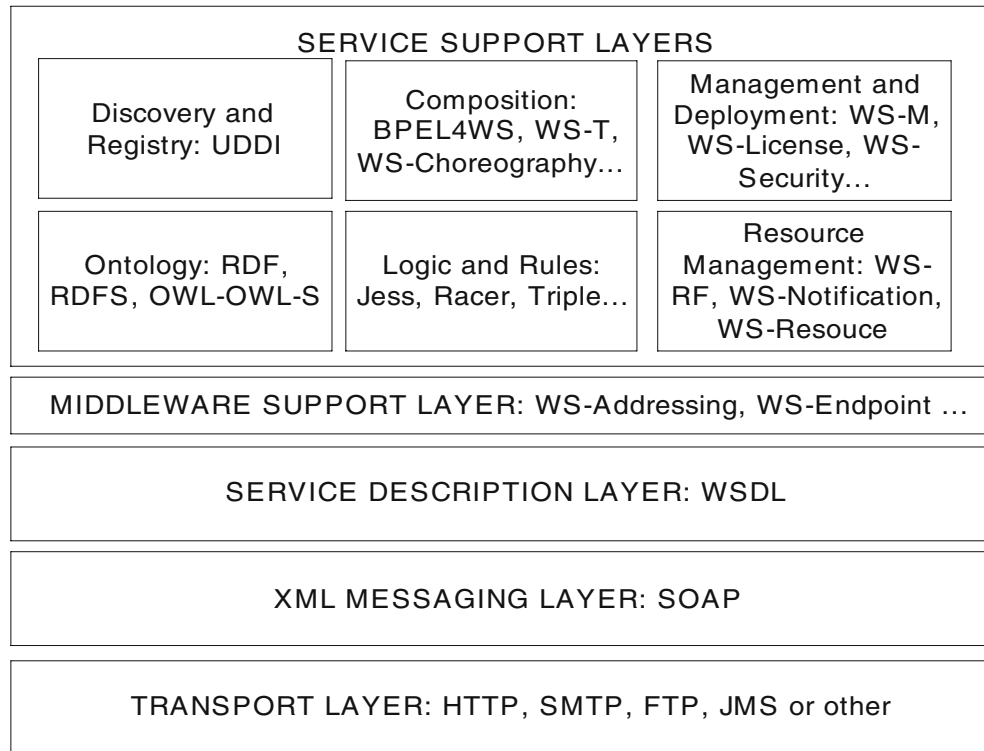 SERVICE SUPPORT LAYERS
Discovery and
Registry: UDDI
Composition:
BPEL4WS, WS-T,
WS-Choreography…
Management and
Deployment: WS-M,
WS-License, WS-
Security…
Ontology: RDF,
RDFS, OWL-OWL-S
Logic and Rules:
Jess, Racer, Triple…
Resource
Management: WS-
RF, WS-Notification,
WS-Resouce
MIDDLEWARE SUPPORT LAYER: WS-Addressing, WS-Endpoint …
SERVICE DESCRIPTION LAYER: WSDL
XML MESSAGING LAYER: SOAP
TRANSPORT LAYER: HTTP, SMTP, FTP, JMS or other